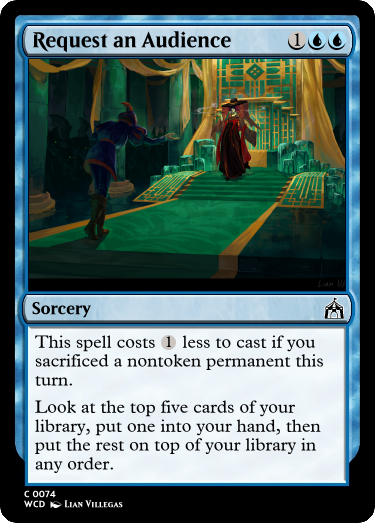 Request an Audience 1
Sorcery
This spell costs 1 less to cast if you
sacrificed a nontoken permanent this
turn.
Look at the top five cards of your
library, put one into your hand, then
put the rest on top of your library in
any order.
C 0074
WCD Lian Villegas